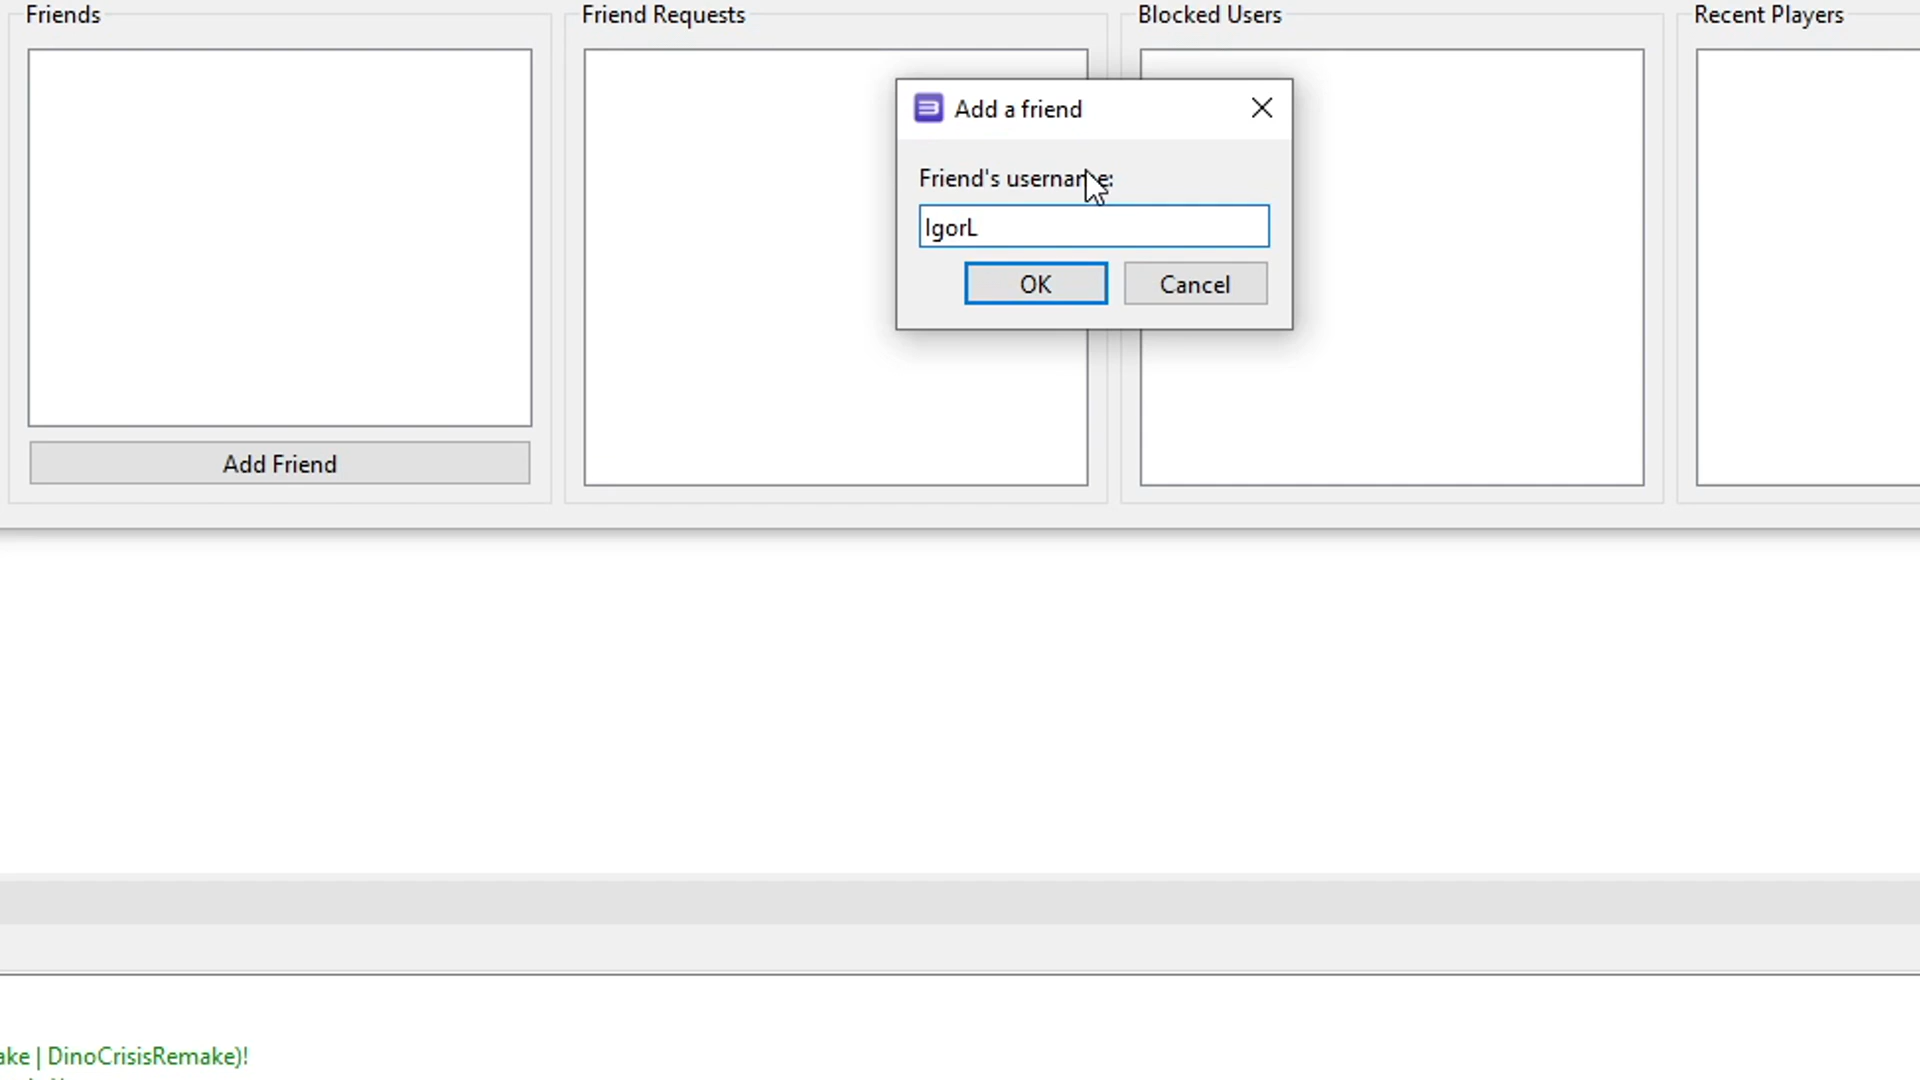 Friends
Friend Requests
Blocked Users
Recent Players
Add a friend
Friend's username:
IgorL
OK
Cancel
Add Friend
ake | DinoCrisisRemake)!